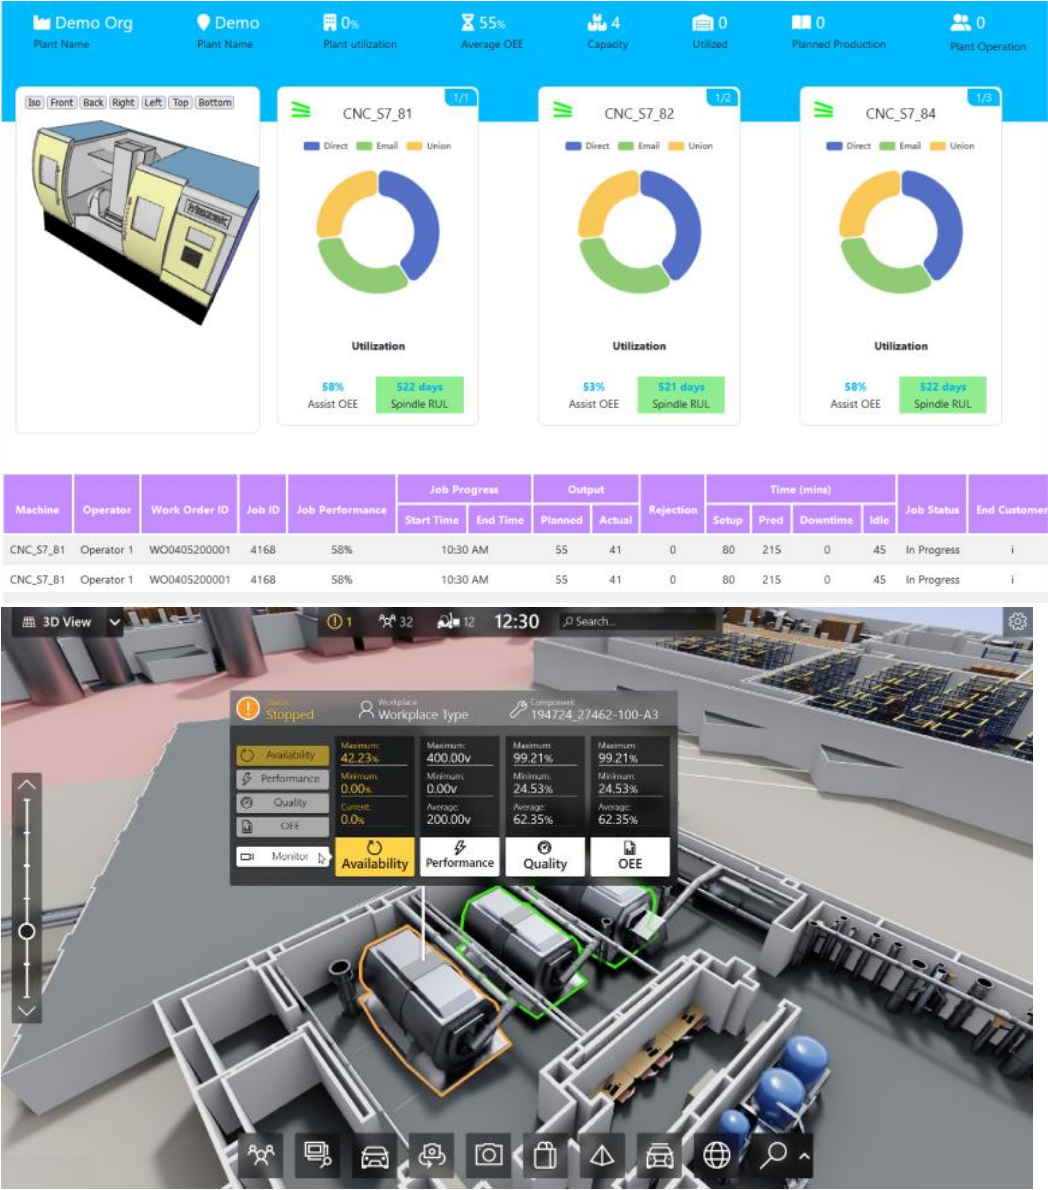 Demo Org
Plant Name
Demo
Plant Name
0%
Plant utilization
55%
Average OEE
4
Capacity
0
Utilized
0
Planned Production
0
Plant Operation
Iso Front Back Right Left Top Bottom
1/1
CNC_S7_81
Direct Email Union
Utilization
58%
Assist OEE
522 days
Spindle RUL
1/2
CNC_S7_82
Direct Email Union
Utilization
53%
Assist OEE
521 days
Spindle RUL
1/3
CNC_S7_84
Direct Email Union
Utilization
58%
Assist OEE
522 days
Spindle RUL
Machine Operator Work Order ID Job ID Job Performance Job Progress Output Rejection Time (mins) Job Status End Customer
Start Time End Time Planned Actual Setup Pred Downtime Idle
CNC_S7_81 Operator 1 WO0405200001 4168 58% 10:30 AM 55 41 0 80 215 0 45 In Progress i
CNC_S7_81 Operator 1 WO0405200001 4168 58% 10:30 AM 55 41 0 80 215 0 45 In Progress i
3D View 1 32 12 12:30 Search...
Status
Stopped
Workplace
Workplace Type
Component
194724_27462-100-A3
Availability
Performance
Quality
OEE
Monitor
Maximum:
42.23%
Minimum:
0.00%
Current:
0.0%
Availability
Maximum:
400.00v
Minimum:
0.00v
Average:
200.00v
Performance
Maximum:
99.21%
Minimum:
24.53%
Average:
62.35%
Quality
Maximum:
99.21%
Minimum:
24.53%
Average:
62.35%
OEE